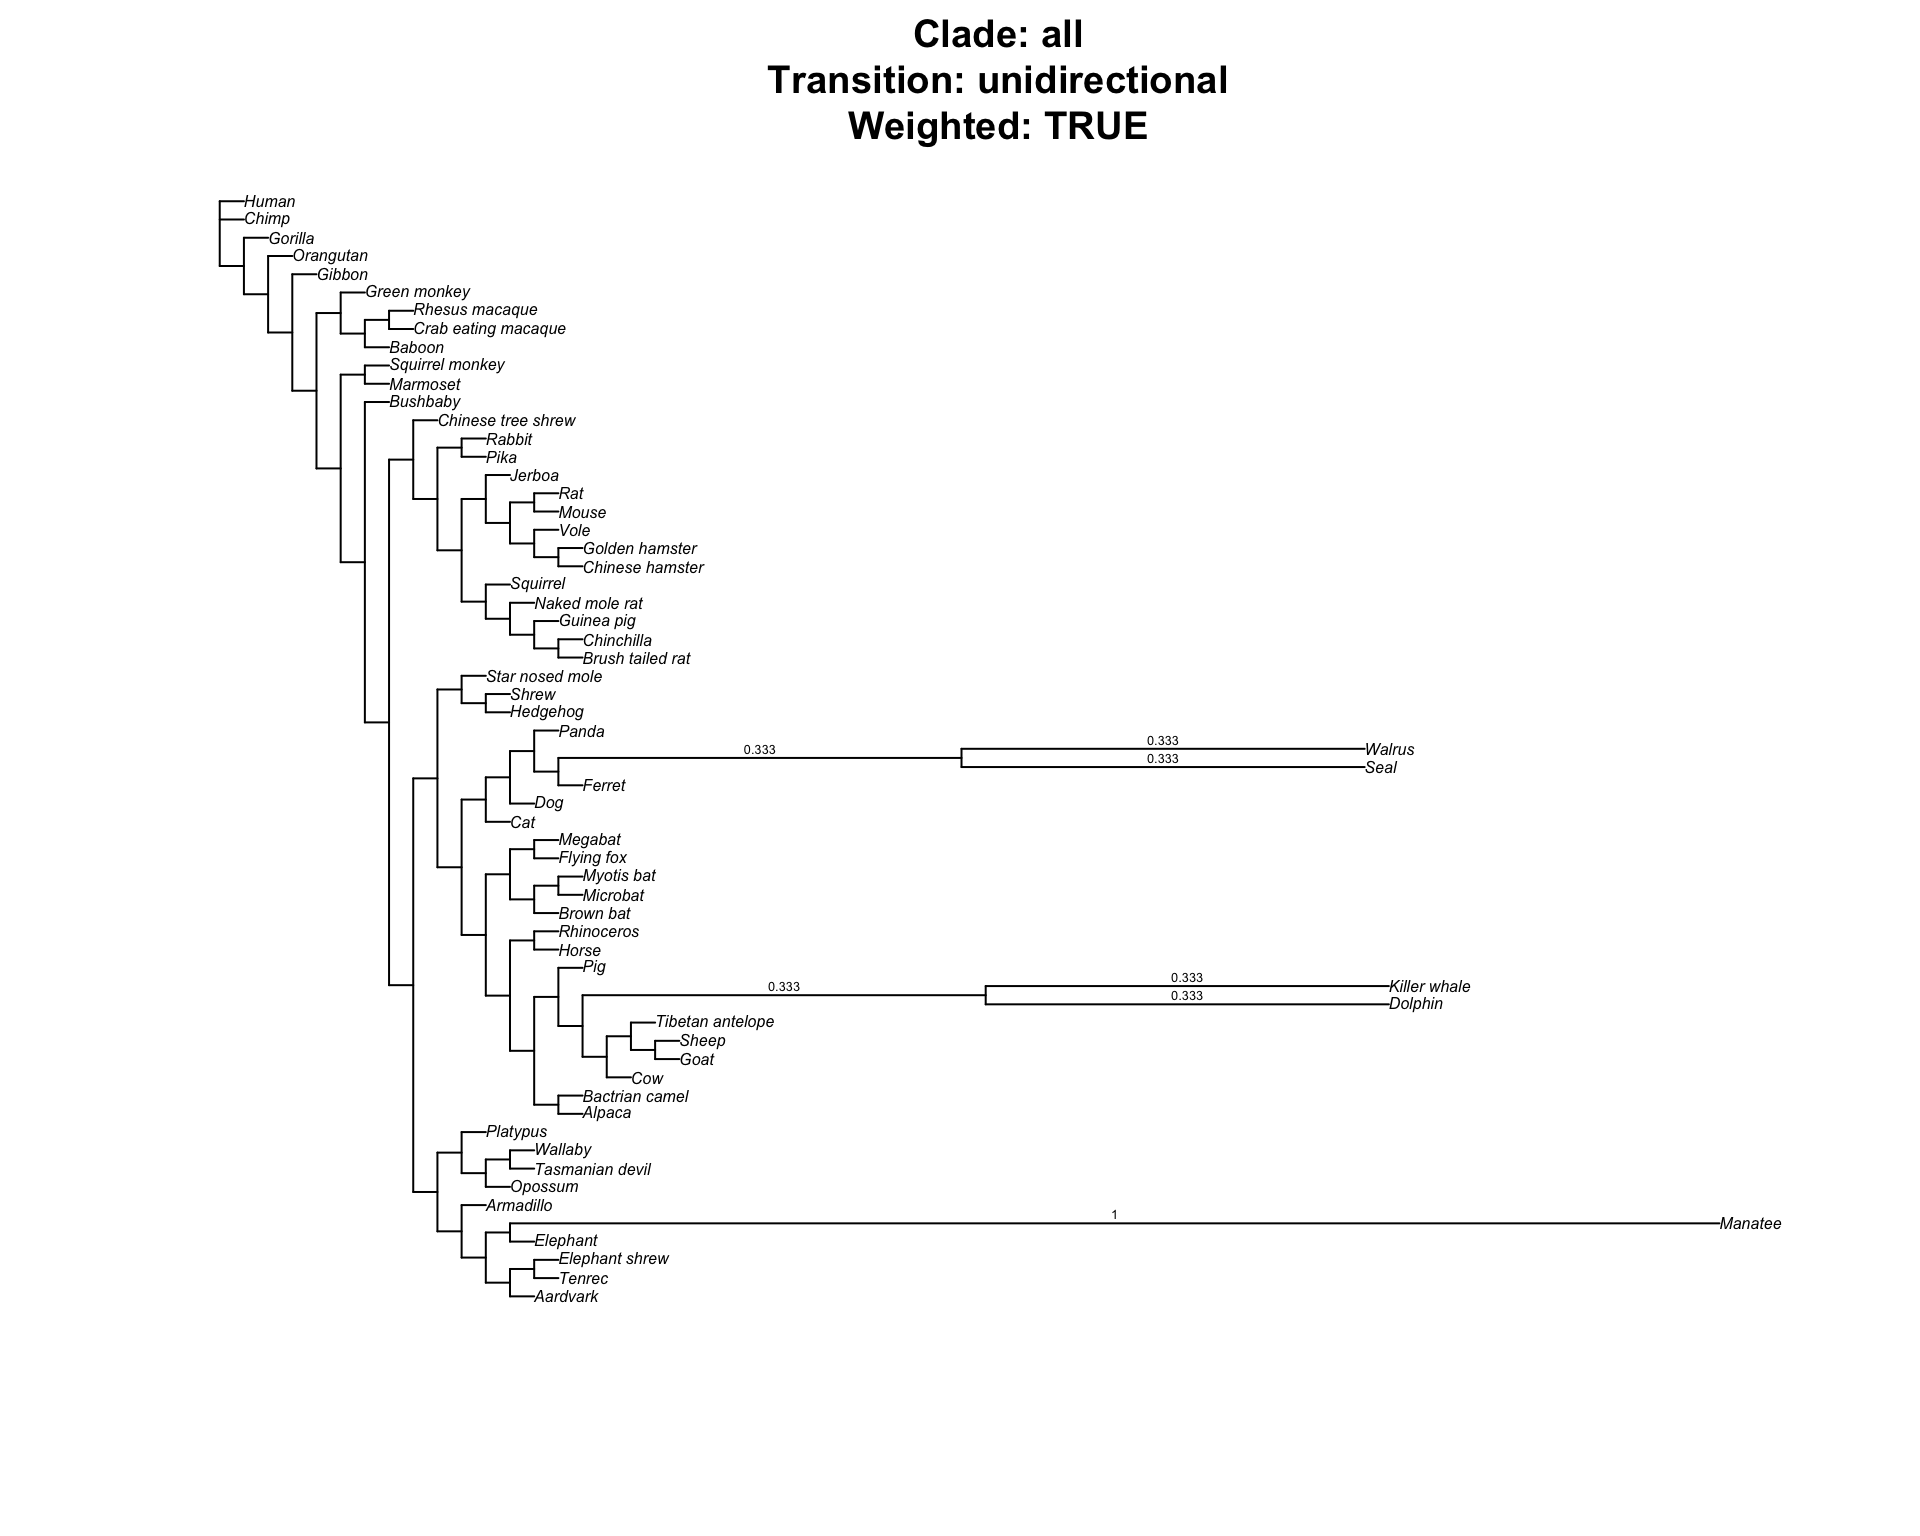 Clade: all
Transition: unidirectional
Weighted: TRUE
Human
Chimp
Gorilla
Orangutan
Gibbon
Green monkey
Rhesus macaque
Crab eating macaque
Baboon
Squirrel monkey
Marmoset
Bushbaby
Chinese tree shrew
Rabbit
Pika
Jerboa
Rat
Mouse
Vole
Golden hamster
Chinese hamster
Squirrel
Naked mole rat
Guinea pig
Chinchilla
Brush tailed rat
Star nosed mole
Shrew
Hedgehog
Panda
0.333
0.333 Walrus
0.333 Seal
Ferret
Dog
Cat
Megabat
Flying fox
Myotis bat
Microbat
Brown bat
Rhinoceros
Horse
Pig
0.333
0.333 Killer whale
0.333 Dolphin
Tibetan antelope
Sheep
Goat
Cow
Bactrian camel
Alpaca
Platypus
Wallaby
Tasmanian devil
Opossum
Armadillo
1 Manatee
Elephant
Elephant shrew
Tenrec
Aardvark